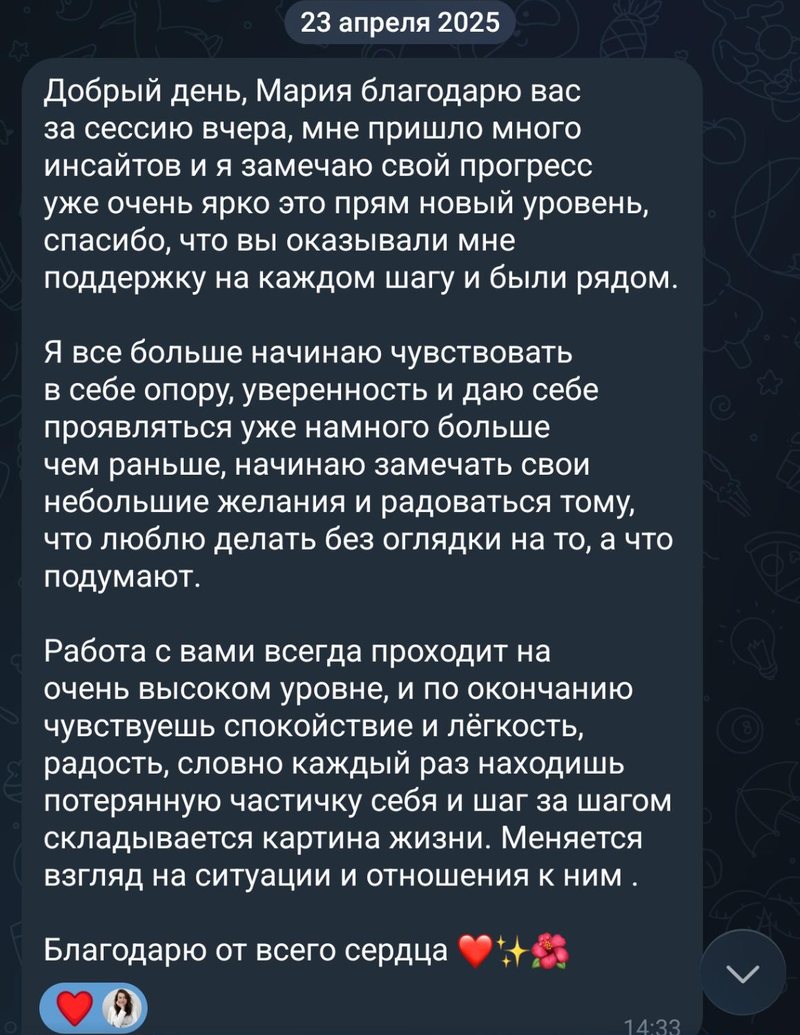 23 апреля 2025
Добрый день, Мария благодарю вас
за сессию вчера, мне пришло много
инсайтов и я замечаю свой прогресс
уже очень ярко это прям новый уровень,
спасибо, что вы оказывали мне
поддержку на каждом шагу и были рядом.
Я все больше начинаю чувствовать
в себе опору, уверенность и даю себе
проявляться уже намного больше
чем раньше, начинаю замечать свои
небольшие желания и радоваться тому,
что люблю делать без оглядки на то, а что
подумают.
Работа с вами всегда проходит на
очень высоком уровне, и по окончанию
чувствуешь спокойствие и лёгкость,
радость, словно каждый раз находишь
потерянную частичку себя и шаг за шагом
складывается картина жизни. Меняется
взгляд на ситуации и отношения к ним .
Благодарю от всего сердца ❤️✨🌺
14:33